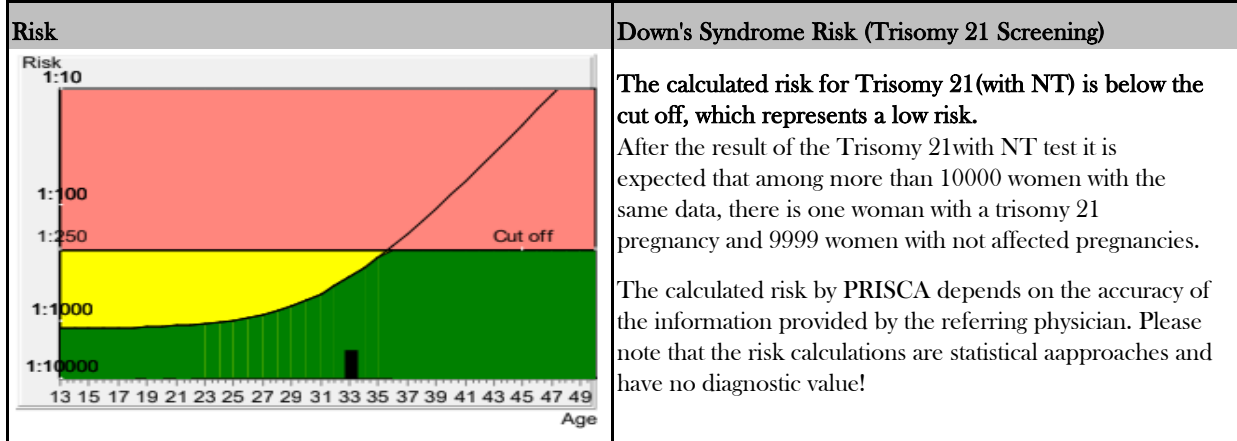 Risk
Risk
1:10
1:100
1:250
Cut off
1:1000
1:10000
13 15 17 19 21 23 25 27 29 31 33 35 37 39 41 43 45 47 49
Age
Down's Syndrome Risk (Trisomy 21 Screening)
The calculated risk for Trisomy 21(with NT) is below the
cut off, which represents a low risk.
After the result of the Trisomy 21with NT test it is
expected that among more than 10000 women with the
same data, there is one woman with a trisomy 21
pregnancy and 9999 women with not affected pregnancies.
The calculated risk by PRISCA depends on the accuracy of
the information provided by the referring physician. Please
note that the risk calculations are statistical aapproaches and
have no diagnostic value!